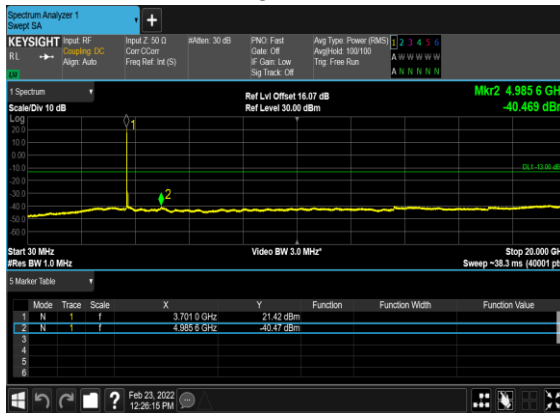 Spectrum Analyzer 1
Swept SA
+
KEYSIGHT Input: RF Input Z: 50 Ω #Atten: 30 dB PNO: Fast Avg Type: Power (RMS) 1 2 3 4 5 6
RL Coupling: DC Corr CCorr Gate: Off Avg|Hold: 100/100 A W W W W W
Align: Auto Freq Ref: Int (S) IF Gain: Low Trig: Free Run
Sig Track: Off A N N N N N
1 Spectrum Ref Lvl Offset 16.07 dB Mkr2 4.985 6 GH
Scale/Div 10 dB Ref Level 30.00 dBm -40.469 dBr
Log
1
20.0
10.0
0.00
-10.0
DL1 -13.00 dB
-20.0
-30.0
2
-40.0
-50.0
-60.0
Start 30 MHz Video BW 3.0 MHz* Stop 20.000 GH
#Res BW 1.0 MHz Sweep ~38.3 ms (40001 pt
5 Marker Table
Mode Trace Scale X Y Function Function Width Function Value
1 N 1 f 3.701 0 GHz 21.42 dBm
2 N 1 f 4.985 6 GHz -40.47 dBm
3
4
5
6
? Feb 23, 2022
12:26:15 PM